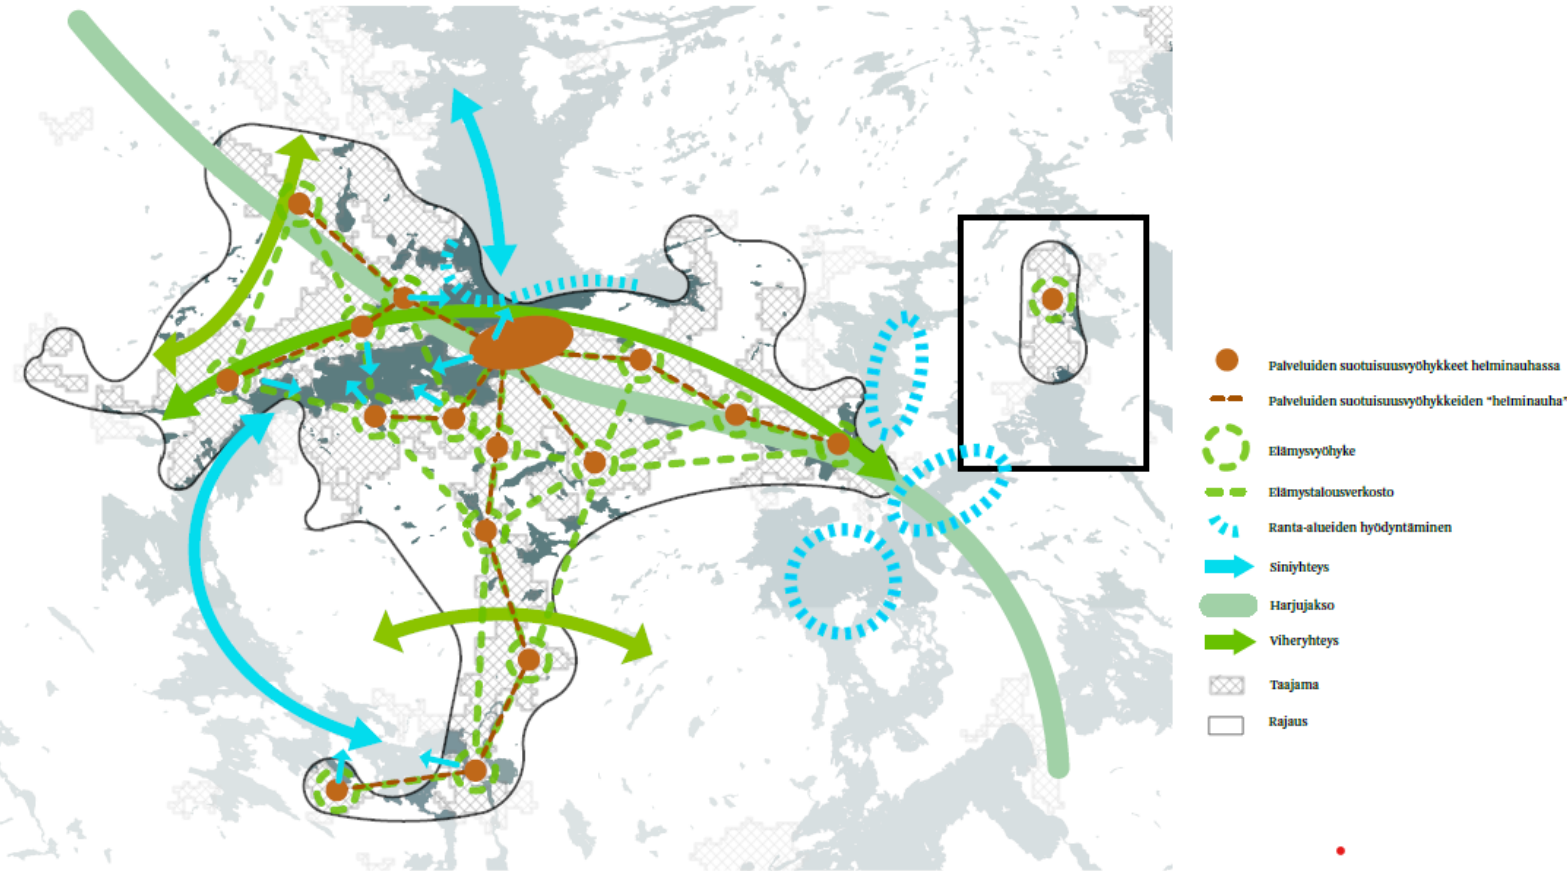 Palveluiden suotuisuusvyöhykkeet helminauhassa
Palveluiden suotuisuusvyöhykkeiden "helminauha"
Elämysvyöhyke
Elämystalousverkosto
Ranta-alueiden hyödyntäminen
Siniyhteys
Harjujakso
Viheryhteys
Taajama
Rajaus